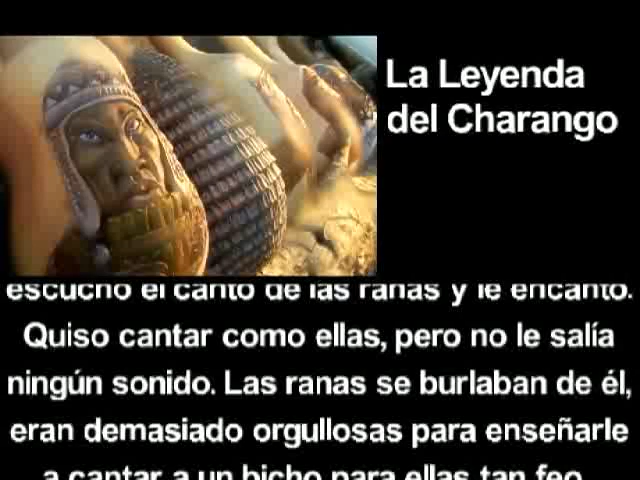 La Leyenda
del Charango
escuchó el canto de las ranas y le encantó.
Quiso cantar como ellas, pero no le salía
ningún sonido. Las ranas se burlaban de él,
eran demasiado orgullosas para enseñarle
a cantar a un bicho para ellas tan feo.